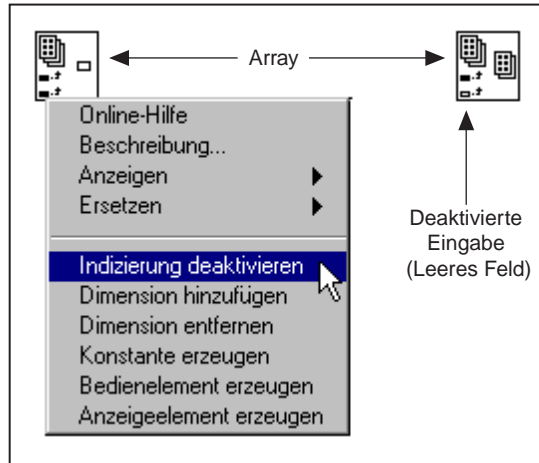 Array
Online-Hilfe
Beschreibung...
Anzeigen
Ersetzen
Indizierung deaktivieren
Dimension hinzufügen
Dimension entfernen
Konstante erzeugen
Bedienelement erzeugen
Anzeigeelement erzeugen
Deaktivierte
Eingabe
(Leeres Feld)